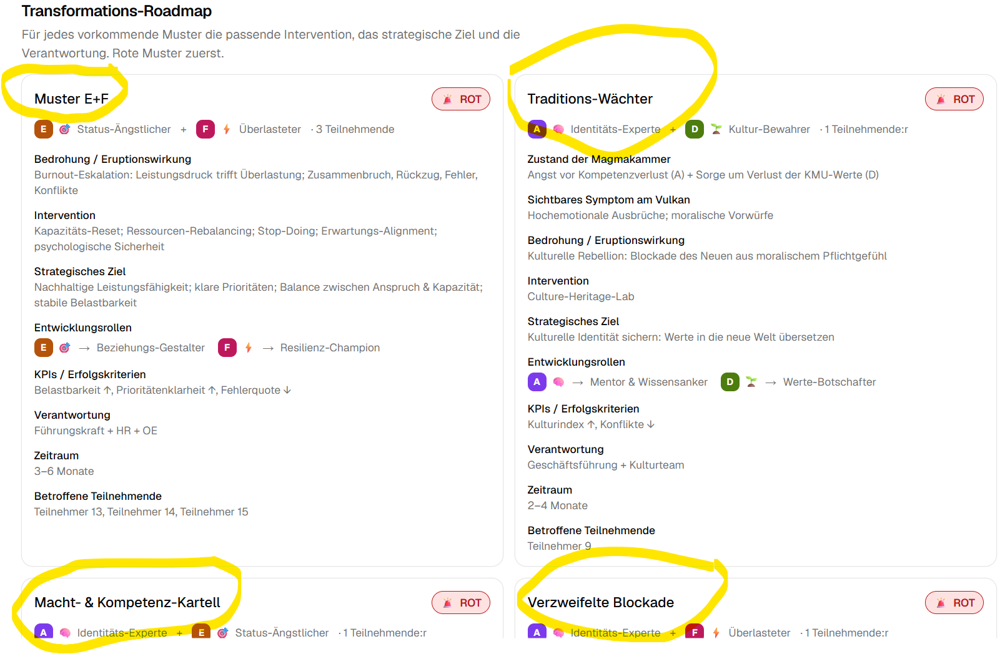 Transformations-Roadmap
Für jedes vorkommende Muster die passende Intervention, das strategische Ziel und die
Verantwortung. Rote Muster zuerst.
Muster E+F
ROT
E Status-Ängstlicher + F Überlasteter · 3 Teilnehmende
Bedrohung / Eruptionswirkung
Burnout-Eskalation: Leistungsdruck trifft Überlastung; Zusammenbruch, Rückzug, Fehler,
Konflikte
Intervention
Kapazitäts-Reset; Ressourcen-Rebalancing; Stop-Doing; Erwartungs-Alignment;
psychologische Sicherheit
Strategisches Ziel
Nachhaltige Leistungsfähigkeit; klare Prioritäten; Balance zwischen Anspruch & Kapazität;
stabile Belastbarkeit
Entwicklungsrollen
E → Beziehungs-Gestalter F → Resilienz-Champion
KPIs / Erfolgskriterien
Belastbarkeit ↑, Prioritätenklarheit ↑, Fehlerquote ↓
Verantwortung
Führungskraft + HR + OE
Zeitraum
3–6 Monate
Betroffene Teilnehmende
Teilnehmer 13, Teilnehmer 14, Teilnehmer 15
Traditions-Wächter
ROT
A Identitäts-Experte + D Kultur-Bewahrer · 1 Teilnehmende:r
Zustand der Magmakammer
Angst vor Kompetenzverlust (A) + Sorge um Verlust der KMU-Werte (D)
Sichtbares Symptom am Vulkan
Hochemotionale Ausbrüche; moralische Vorwürfe
Bedrohung / Eruptionswirkung
Kulturelle Rebellion: Blockade des Neuen aus moralischem Pflichtgefühl
Intervention
Culture-Heritage-Lab
Strategisches Ziel
Kulturelle Identität sichern: Werte in die neue Welt übersetzen
Entwicklungsrollen
A → Mentor & Wissensanker D → Werte-Botschafter
KPIs / Erfolgskriterien
Kulturindex ↑, Konflikte ↓
Verantwortung
Geschäftsführung + Kulturteam
Zeitraum
2–4 Monate
Betroffene Teilnehmende
Teilnehmer 9
Macht- & Kompetenz-Kartell
ROT
A Identitäts-Experte + E Status-Ängstlicher · 1 Teilnehmende:r
Verzweifelte Blockade
ROT
A Identitäts-Experte + F Überlasteter · 1 Teilnehmende:r